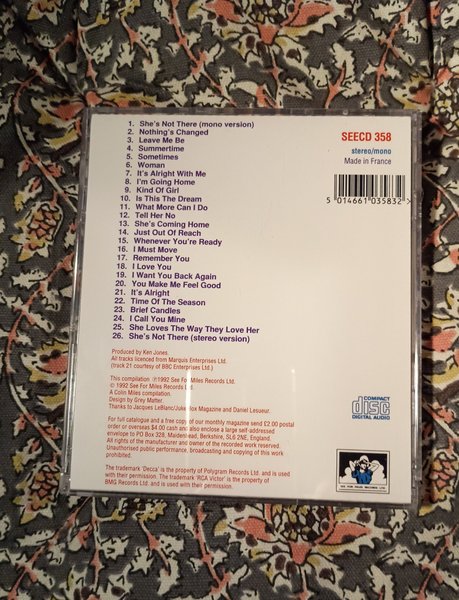 1. She's Not There (mono version)
2. Nothing's Changed
3. Leave Me Be
4. Summertime
5. Sometimes
6. Woman
7. It's Alright With Me
8. I'm Going Home
9. Kind Of Girl
10. Is This The Dream
11. What More Can I Do
12. Tell Her No
13. She's Coming Home
14. Just Out Of Reach
15. Whenever You're Ready
16. I Must Move
17. Remember You
18. I Love You
19. I Want You Back Again
20. You Make Me Feel Good
21. It's Alright
22. Time Of The Season
23. Brief Candles
24. I Call You Mine
25. She Loves The Way They Love Her
26. She's Not There (stereo version)
SEECD 358
stereo/mono
Made in France
5 014661 035832 >
Produced by Ken Jones.
All tracks licenced from Marquis Enterprises Ltd.
(track 21 courtesy of BBC Enterprises Ltd.)
This compilation ℗1992 See For Miles Records Ltd.
© 1992 See For Miles Records Ltd.
A Colin Miles compilation.
Design by Grey Matter.
Thanks to Jacques LeBlanc/Juke Box Magazine and Daniel Lesueur.
For full catalogue and a free copy of our monthly magazine send £2.00 postal
order or overseas $4.00 cash and also enclose a large self-addressed
envelope to PO Box 328, Maidenhead, Berkshire, SL6 2NE, England.
All rights of the manufacturer and owner of the recorded work reserved.
Unauthorised public performance, broadcasting and copying of this work
prohibited.
The trademark 'Decca' is the property of Polygram Records Ltd. and is used
with their permission. The trademark 'RCA Victor' is the property of
BMG Records Ltd. and is used with their permission.
COMPACT
disc
DIGITAL AUDIO
SEE FOR MILES RECORDS LTD